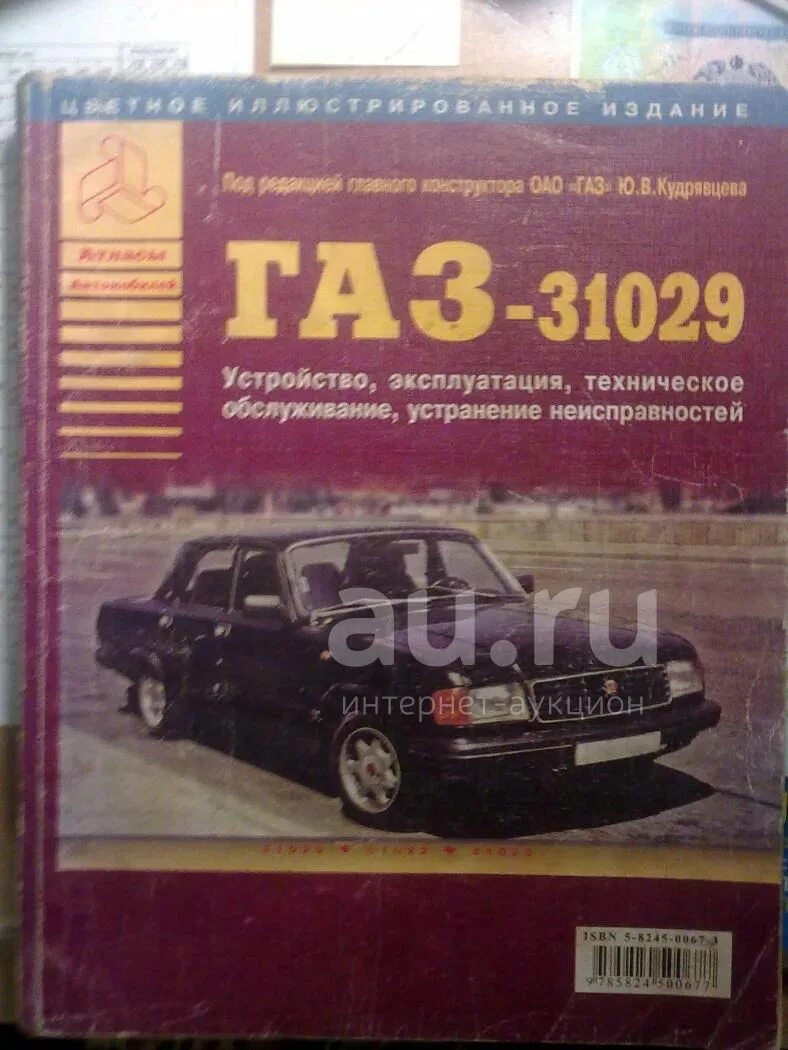 ЦВЕТНОЕ ИЛЛЮСТРИРОВАННОЕ ИЗДАНИЕ
Под редакцией главного конструктора ОАО «ГАЗ» Ю.В.Кудрявцева
Атласы
Автомобилей
ГАЗ-31029
Устройство, эксплуатация, техническое
обслуживание, устранение неисправностей
au.ru
интернет-аукцион
ISBN 5-8245-0067-3
9785824500677